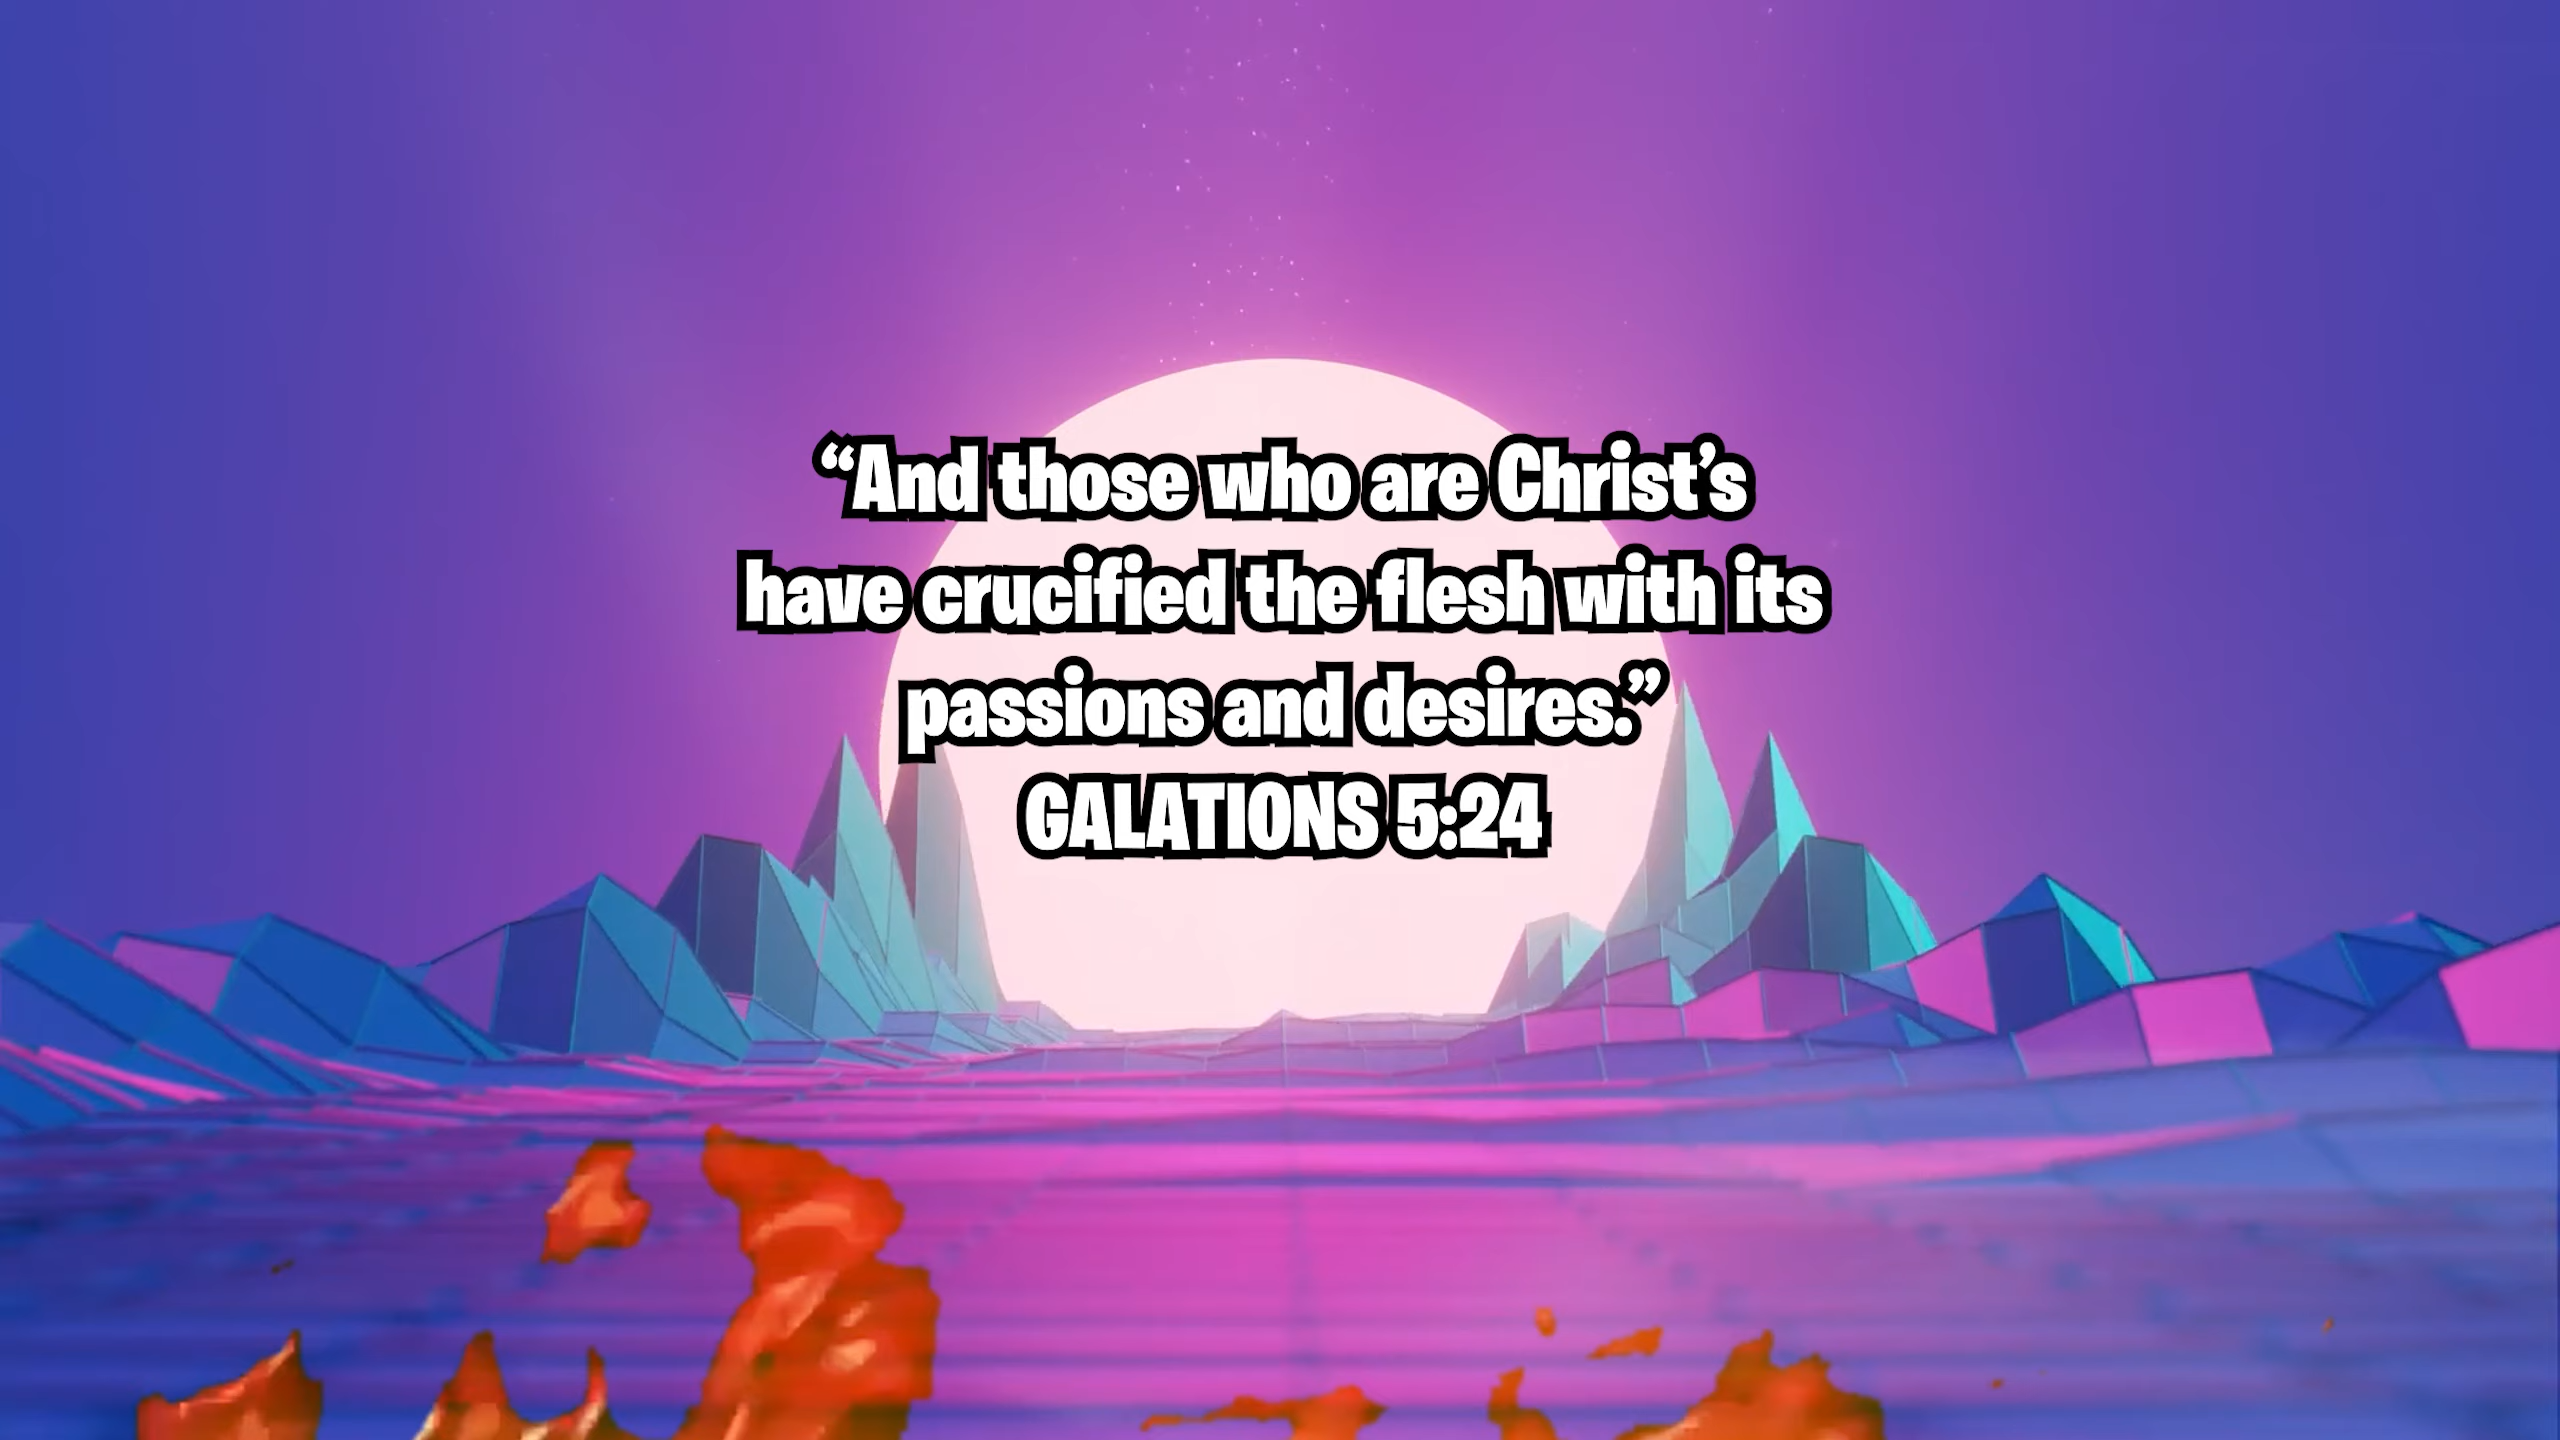 “And those who are Christ’s
have crucified the flesh with its
passions and desires.”
GALATIONS 5:24